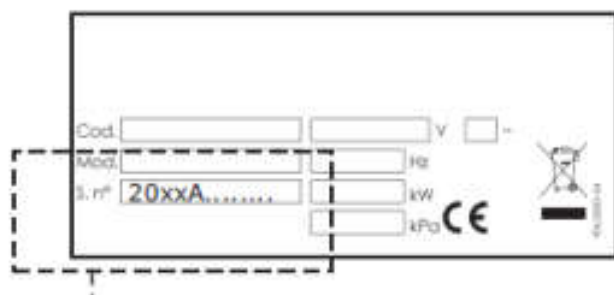 Cod. V ~
Mod. Hz
S. nº 20xxA........ kW
kPa CE